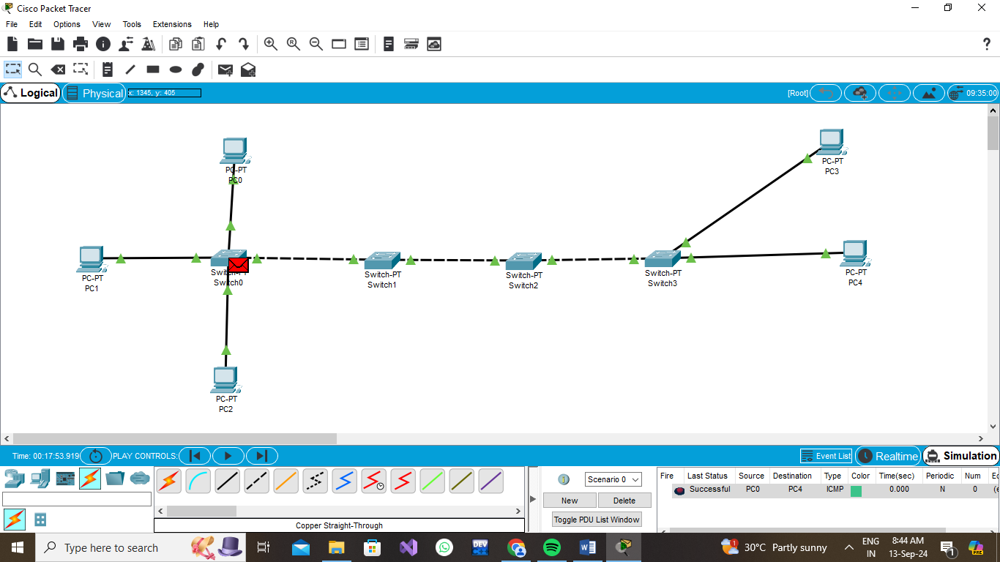 Cisco Packet Tracer
File Edit Options View Tools Extensions Help
Logical Physical x: 1345, y: 405 [Root] 09:35:00
PC-PT
PC0
PC-PT
PC3
PC-PT
PC1
Switch-PT
Switch0
Switch-PT
Switch1
Switch-PT
Switch2
Switch-PT
Switch3
PC-PT
PC4
PC-PT
PC2
Time: 00:17:53.919 PLAY CONTROLS: Event List Realtime Simulation
Scenario 0
New Delete
Toggle PDU List Window
Fire Last Status Source Destination Type Color Time(sec) Periodic Num
Successful PC0 PC4 ICMP 0.000 N 0 (e
Copper Straight-Through
Type here to search
DEV
30°C Partly sunny
ENG
IN
8:44 AM
13-Sep-24
1
PRE